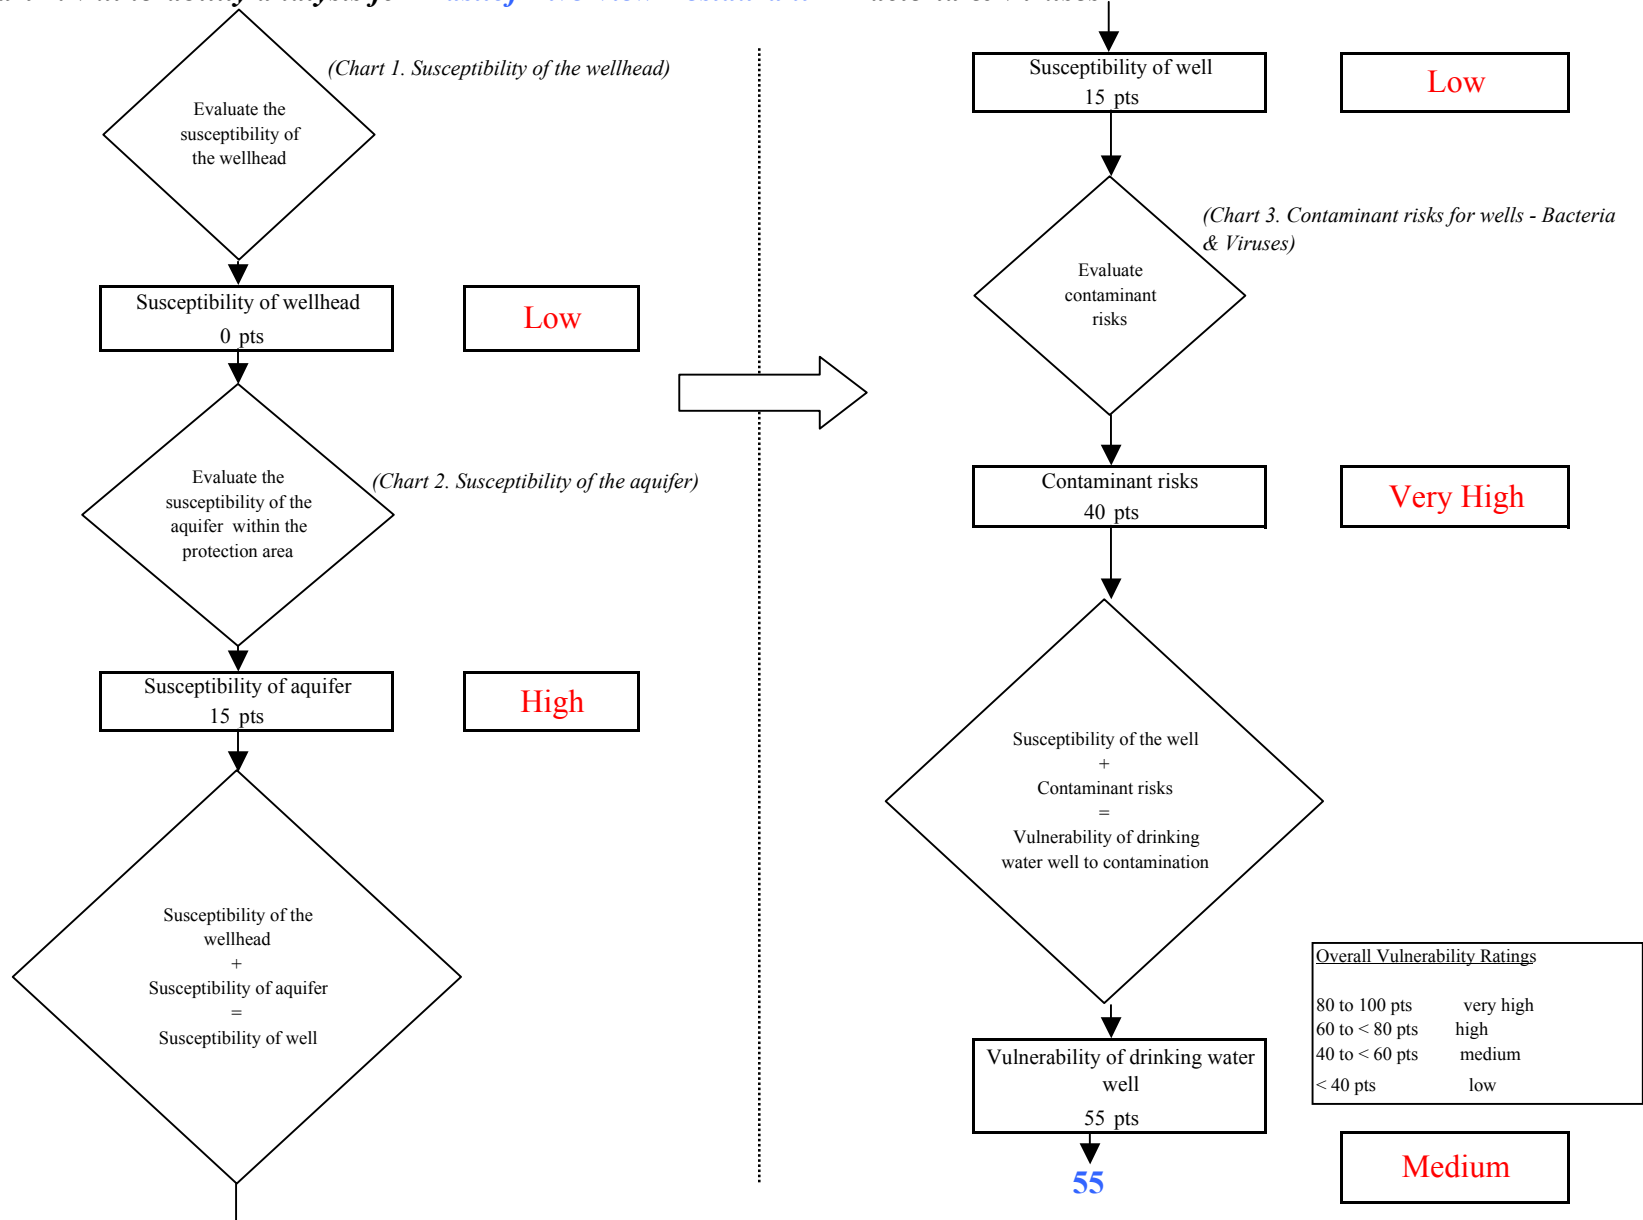 (Chart 1. Susceptibility of the wellhead)
Evaluate the
susceptibility of
the wellhead
Susceptibility of wellhead
0 pts
Low
Evaluate the
susceptibility of the
aquifer within the
protection area
(Chart 2. Susceptibility of the aquifer)
Susceptibility of aquifer
15 pts
High
Susceptibility of the
wellhead
+
Susceptibility of aquifer
=
Susceptibility of well
Susceptibility of well
15 pts
Low
(Chart 3. Contaminant risks for wells - Bacteria
& Viruses)
Evaluate
contaminant
risks
Contaminant risks
40 pts
Very High
Susceptibility of the well
+
Contaminant risks
=
Vulnerability of drinking
water well to contamination
Overall Vulnerability Ratings
80 to 100 pts very high
60 to < 80 pts high
40 to < 60 pts medium
< 40 pts low
Vulnerability of drinking water
well
55 pts
55
Medium